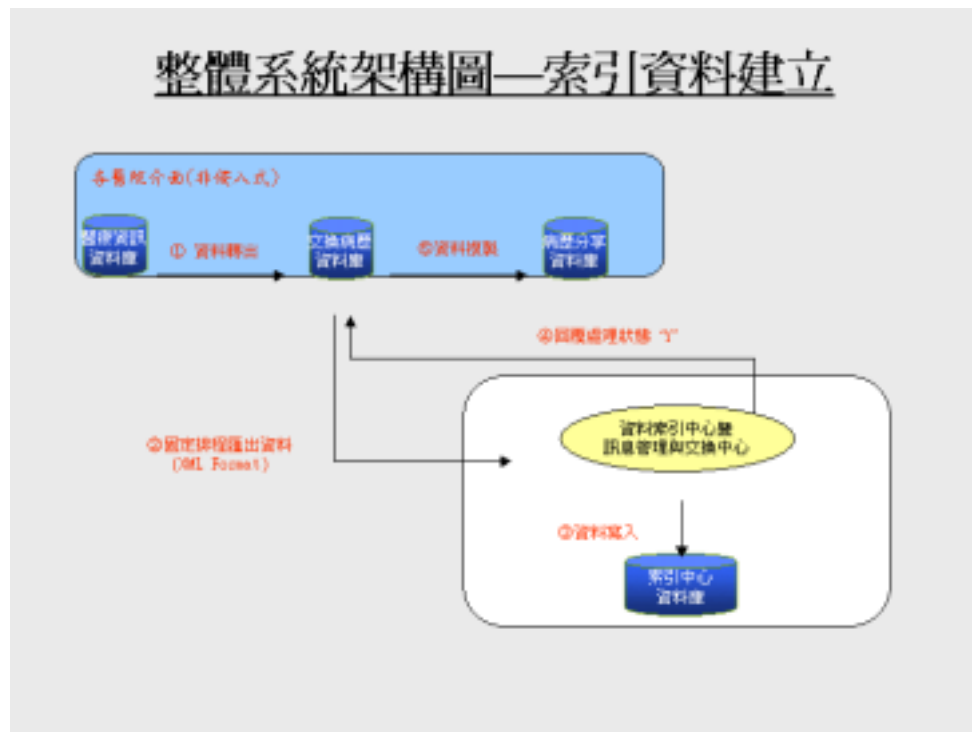 整體系統架構圖—索引資料建立
各醫院介面(非侵入式)
醫療資訊
資料庫
① 資料轉出
交換病歷
資料庫
⑤資料複製
病歷分享
資料庫
④回覆處理狀態 "Y"
資料索引中心暨
訊息管理與交換中心
②固定排程匯出資料
(XML Format)
③資料寫入
索引中心
資料庫